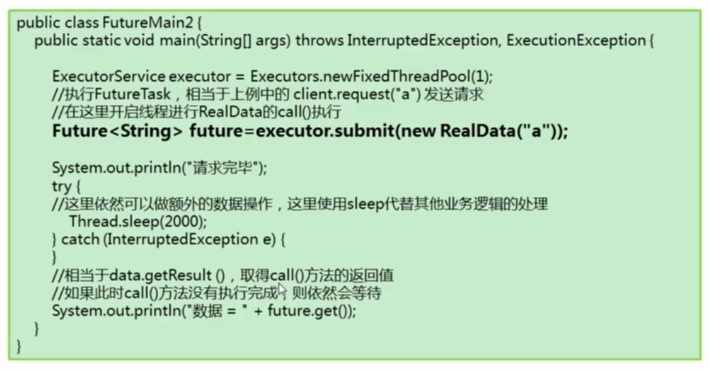 public class FutureMain2 {
public static void main(String[] args) throws InterruptedException, ExecutionException {
ExecutorService executor = Executors.newFixedThreadPool(1);
//执行FutureTask，相当于上例中的 client.request("a") 发送请求
//在这里开启线程进行RealData的call()执行
Future<String> future=executor.submit(new RealData("a"));
System.out.println("请求完毕");
try {
//这里依然可以做额外的数据操作，这里使用sleep代替其他业务逻辑的处理
Thread.sleep(2000);
} catch (InterruptedException e) {
}
//相当于data.getResult ()，取得call()方法的返回值
//如果此时call()方法没有执行完成，则依然会等待
System.out.println("数据 = " + future.get());
}
}